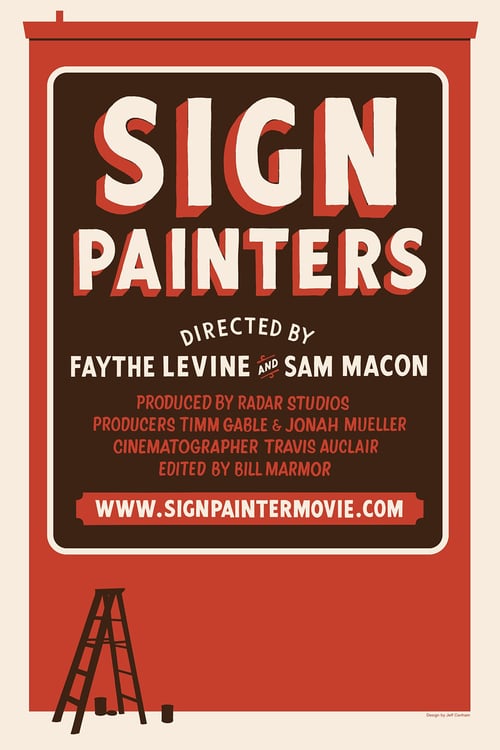 SIGN
PAINTERS
DIRECTED BY
FAYTHE LEVINE AND SAM MACON
PRODUCED BY RADAR STUDIOS
PRODUCERS TIMM GABLE & JONAH MUELLER
CINEMATOGRAPHER TRAVIS AUCLAIR
EDITED BY BILL MARMOR
WWW.SIGNPAINTERMOVIE.COM
Design by Jeff Canham